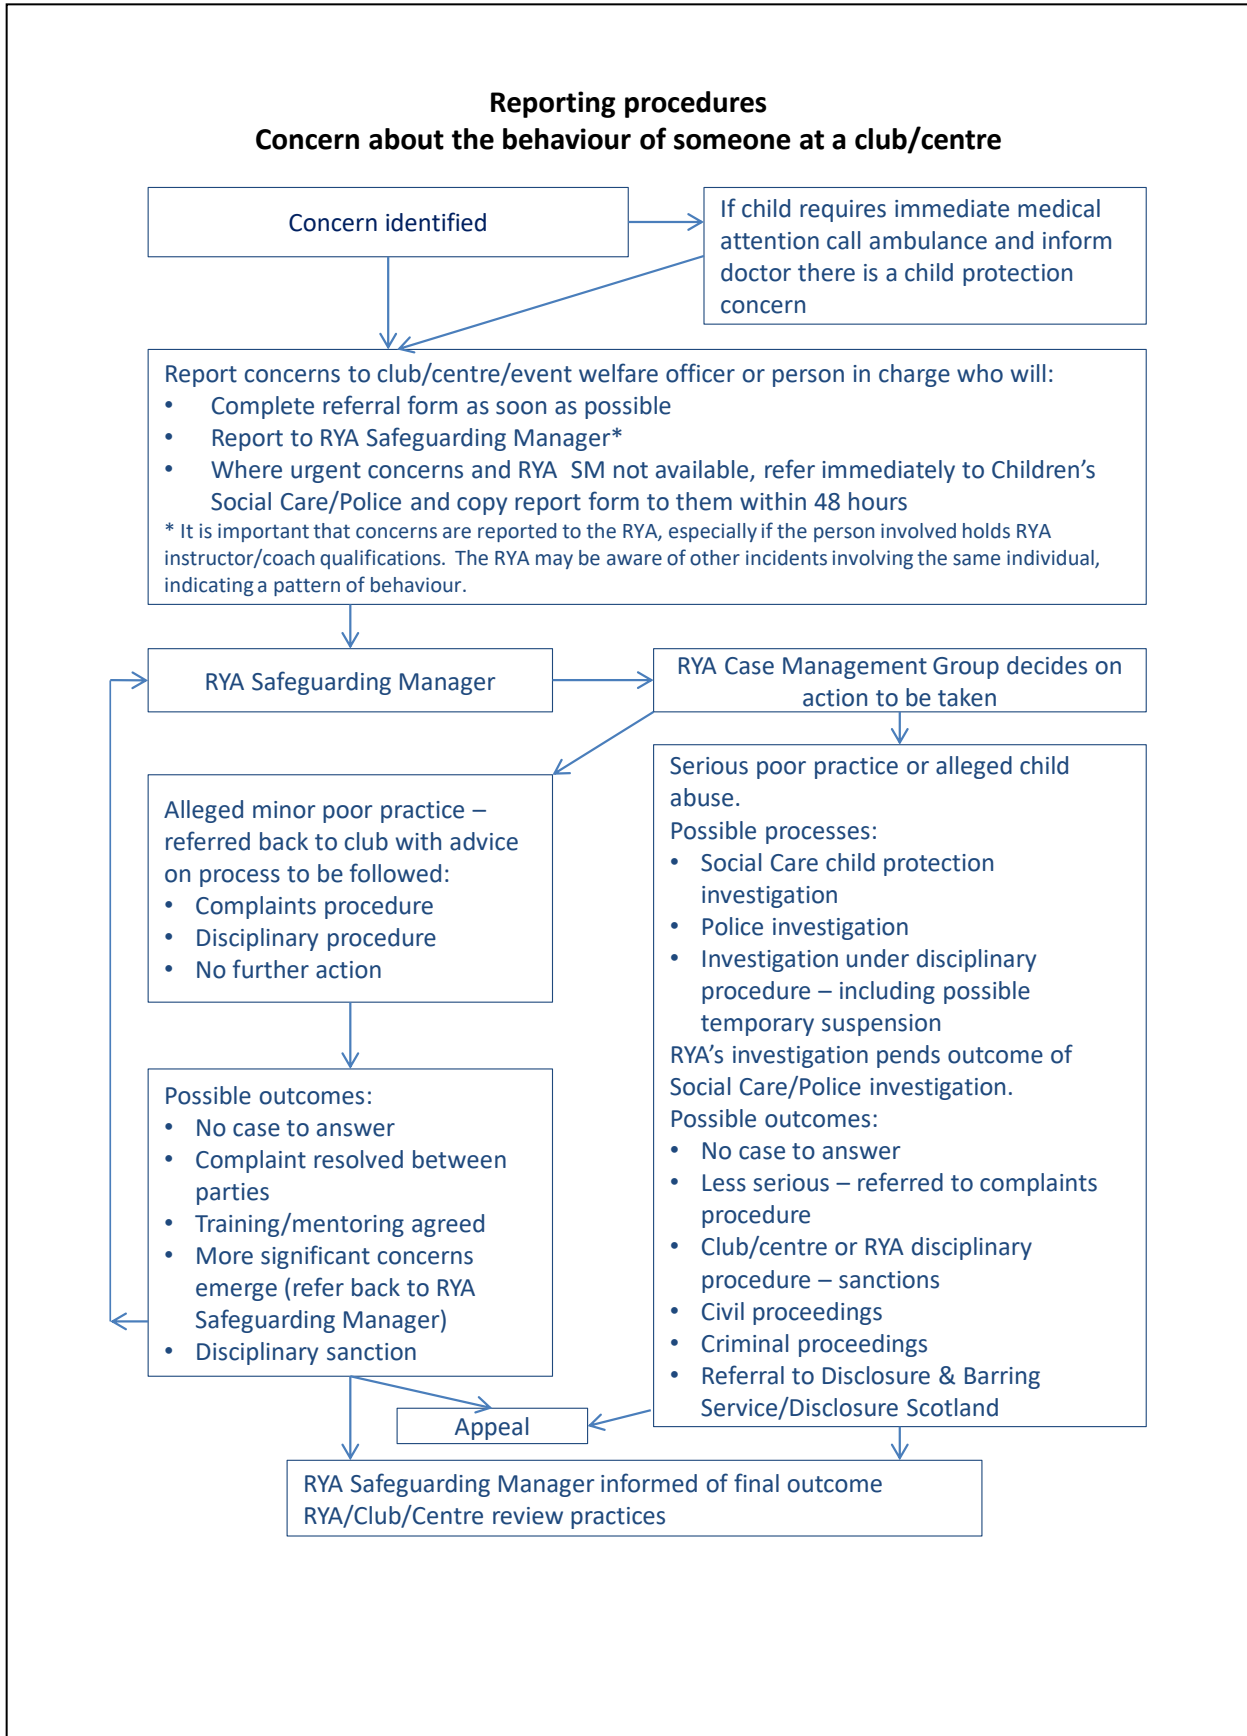 Reporting procedures
Concern about the behaviour of someone at a club/centre
Concern identified
If child requires immediate medical
attention call ambulance and inform
doctor there is a child protection
concern
Report concerns to club/centre/event welfare officer or person in charge who will:
• Complete referral form as soon as possible
• Report to RYA Safeguarding Manager*
• Where urgent concerns and RYA SM not available, refer immediately to Children’s
Social Care/Police and copy report form to them within 48 hours
* It is important that concerns are reported to the RYA, especially if the person involved holds RYA
instructor/coach qualifications. The RYA may be aware of other incidents involving the same individual,
indicating a pattern of behaviour.
RYA Safeguarding Manager
RYA Case Management Group decides on
action to be taken
Alleged minor poor practice –
referred back to club with advice
on process to be followed:
• Complaints procedure
• Disciplinary procedure
• No further action
Serious poor practice or alleged child
abuse.
Possible processes:
• Social Care child protection
investigation
• Police investigation
• Investigation under disciplinary
procedure – including possible
temporary suspension
RYA’s investigation pends outcome of
Social Care/Police investigation.
Possible outcomes:
• No case to answer
• Less serious – referred to complaints
procedure
• Club/centre or RYA disciplinary
procedure – sanctions
• Civil proceedings
• Criminal proceedings
• Referral to Disclosure & Barring
Service/Disclosure Scotland
Possible outcomes:
• No case to answer
• Complaint resolved between
parties
• Training/mentoring agreed
• More significant concerns
emerge (refer back to RYA
Safeguarding Manager)
• Disciplinary sanction
Appeal
RYA Safeguarding Manager informed of final outcome
RYA/Club/Centre review practices